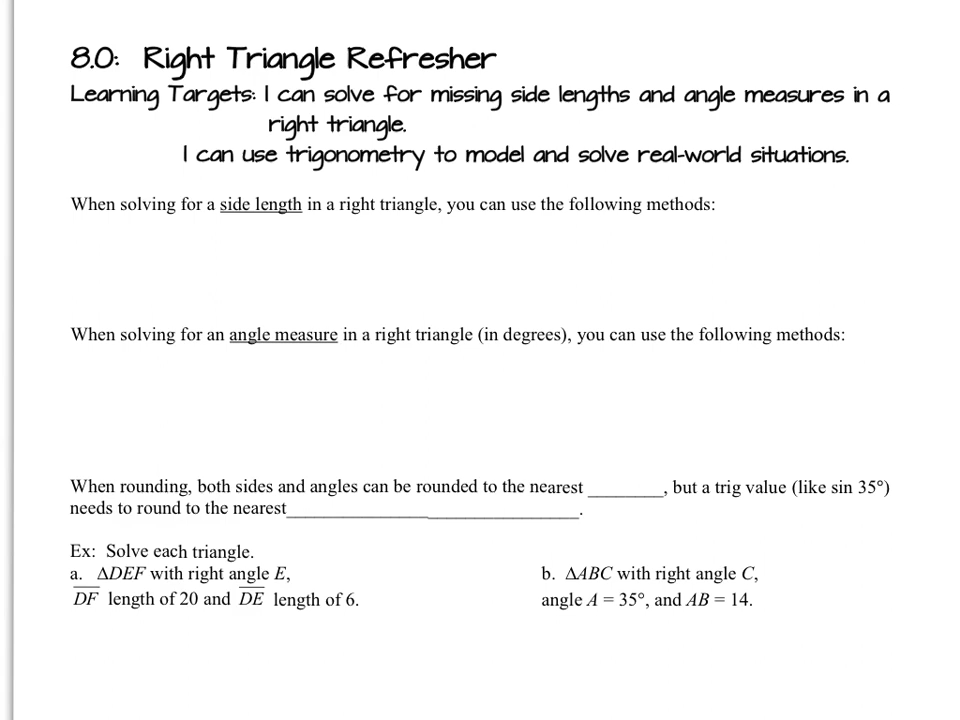 8.0: Right Triangle Refresher
Learning Targets: I can solve for missing side lengths and angle measures in a
right triangle.
I can use trigonometry to model and solve real-world situations.
When solving for a side length in a right triangle, you can use the following methods:
When solving for an angle measure in a right triangle (in degrees), you can use the following methods:
When rounding, both sides and angles can be rounded to the nearest ________, but a trig value (like sin 35°)
needs to round to the nearest_______________________________.
Ex: Solve each triangle.
a. ΔDEF with right angle E,
DF length of 20 and DE length of 6.
b. ΔABC with right angle C,
angle A = 35°, and AB = 14.